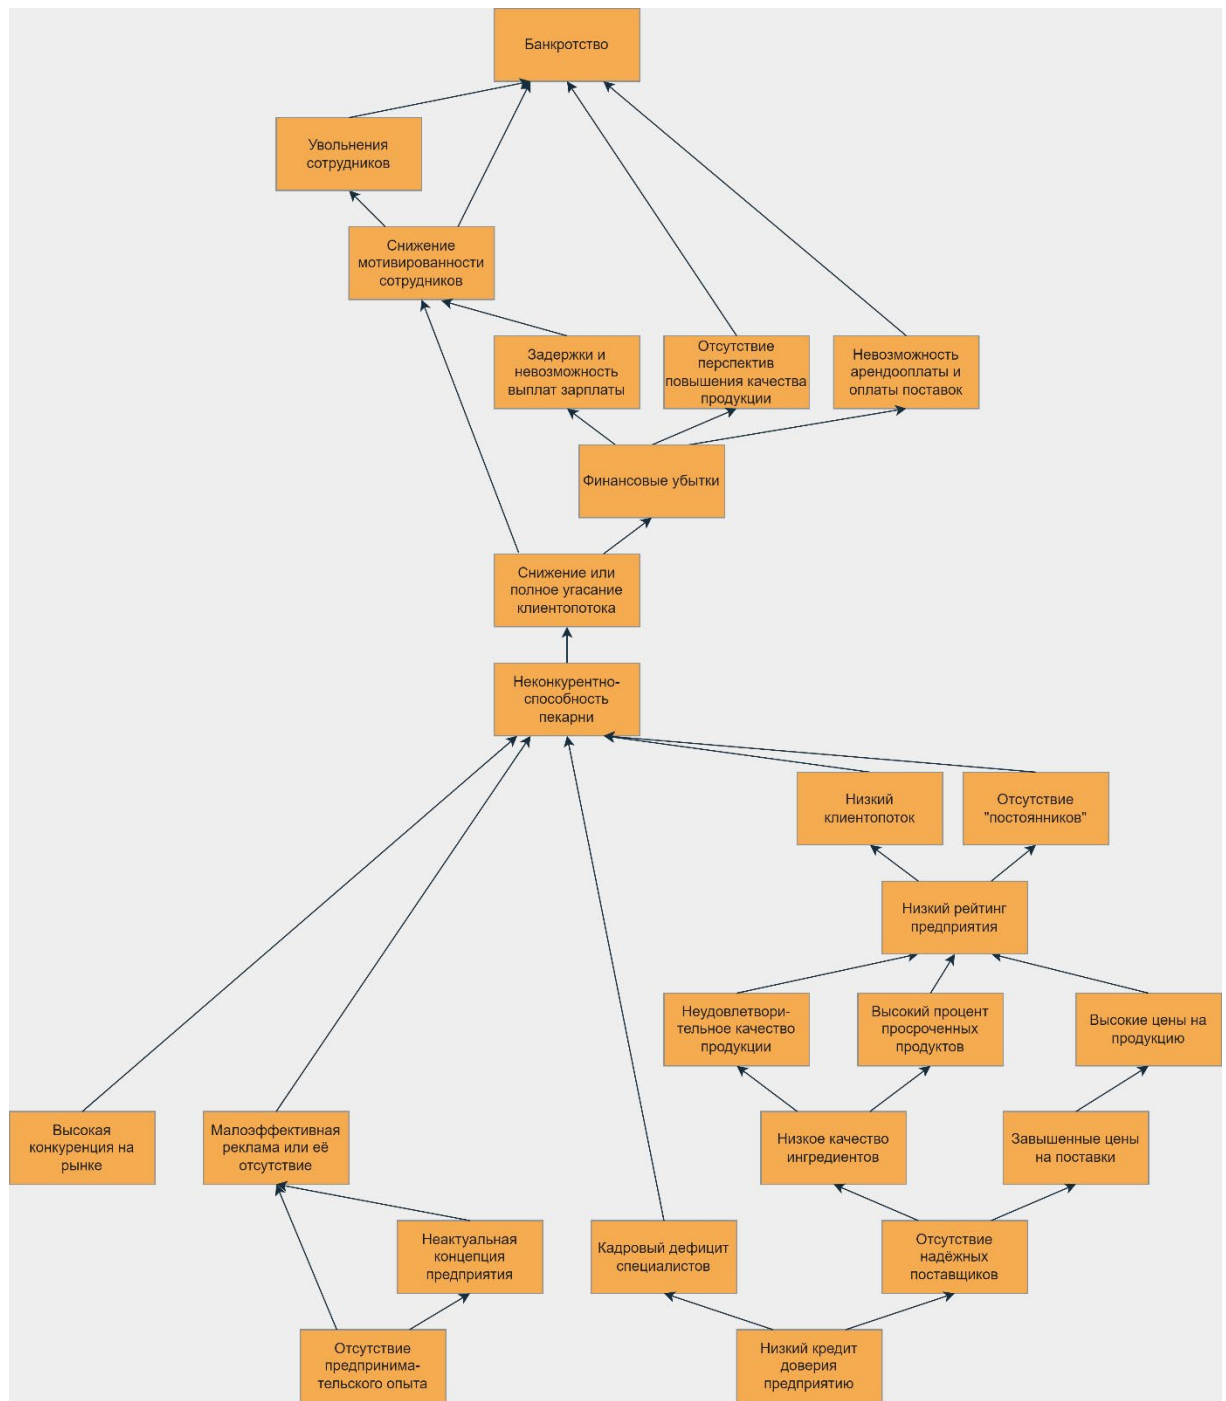 Банкротство
Увольнения
сотрудников
Снижение
мотивированности
сотрудников
Задержки и
невозможность
выплат зарплаты
Отсутствие
перспектив
повышения качества
продукции
Невозможность
арендооплаты и
оплаты поставок
Финансовые убытки
Снижение или
полное угасание
клиентопотока
Неконкурентно-
способность
пекарни
Низкий
клиентопоток
Отсутствие
"постоянников"
Низкий рейтинг
предприятия
Неудовлетвори-
тельное качество
продукции
Высокий процент
просроченных
продуктов
Высокие цены на
продукцию
Высокая
конкуренция на
рынке
Малоэффективная
реклама или её
отсутствие
Низкое качество
ингредиентов
Завышенные цены
на поставки
Неактуальная
концепция
предприятия
Кадровый дефицит
специалистов
Отсутствие
надёжных
поставщиков
Отсутствие
предпринима-
тельского опыта
Низкий кредит
доверия
предприятию